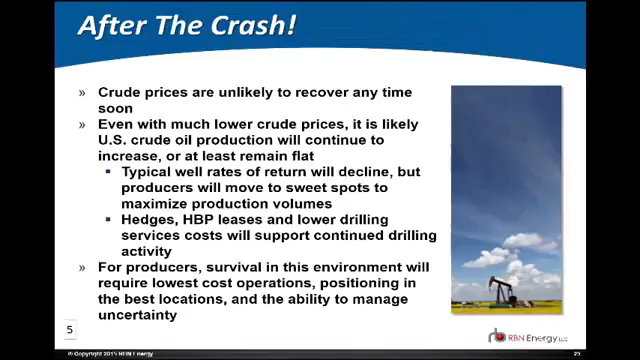 After The Crash!
» Crude prices are unlikely to recover any time
soon
» Even with much lower crude prices, it is likely
U.S. crude oil production will continue to
increase, or at least remain flat
▪ Typical well rates of return will decline, but
producers will move to sweet spots to
maximize production volumes
▪ Hedges, HBP leases and lower drilling
services costs will support continued drilling
activity
» For producers, survival in this environment will
require lowest cost operations, positioning in
the best locations, and the ability to manage
uncertainty
5
RBN Energy LLC
© Copyright 2015 RBN Energy
23